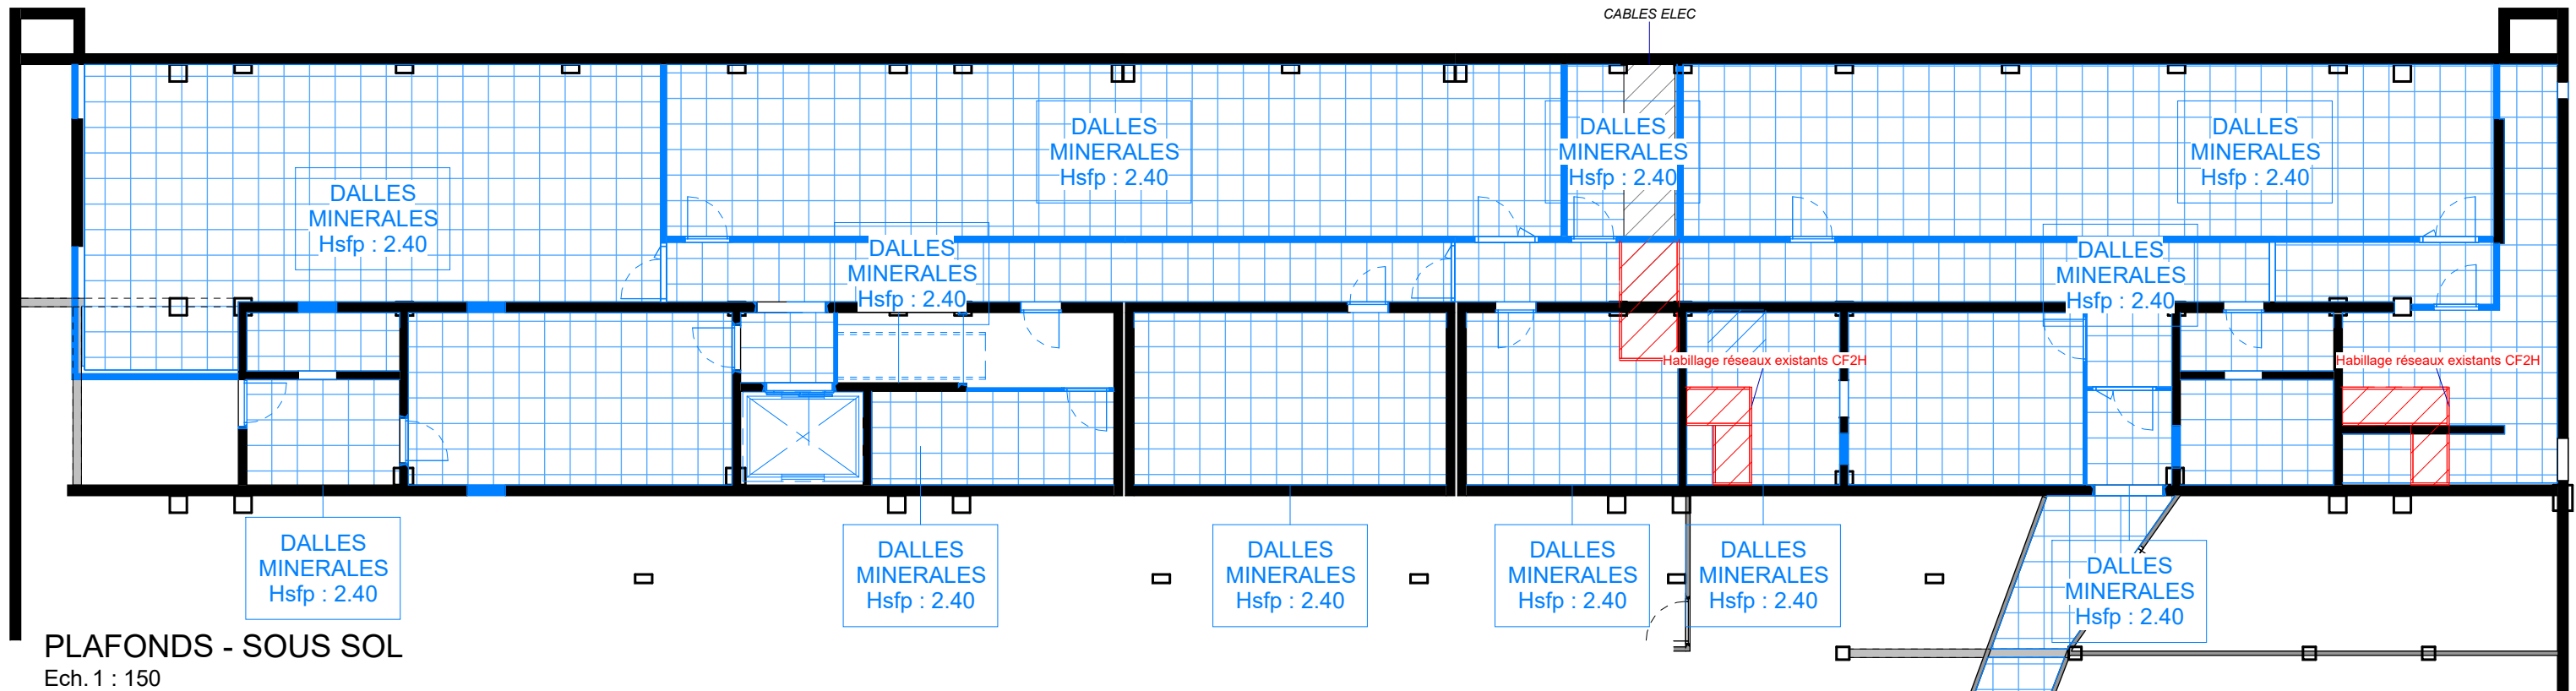 CABLES ELEC
DALLES
MINERALES
Hsfp : 2.40
DALLES
MINERALES
Hsfp : 2.40
DALLES
MINERALES
Hsfp : 2.40
DALLES
MINERALES
Hsfp : 2.40
DALLES
MINERALES
Hsfp : 2.40
DALLES
MINERALES
Hsfp : 2.40
Habillage réseaux existants CF2H
Habillage réseaux existants CF2H
DALLES
MINERALES
Hsfp : 2.40
DALLES
MINERALES
Hsfp : 2.40
DALLES
MINERALES
Hsfp : 2.40
DALLES
MINERALES
Hsfp : 2.40
DALLES
MINERALES
Hsfp : 2.40
DALLES
MINERALES
Hsfp : 2.40
PLAFONDS - SOUS SOL
Ech. 1 : 150